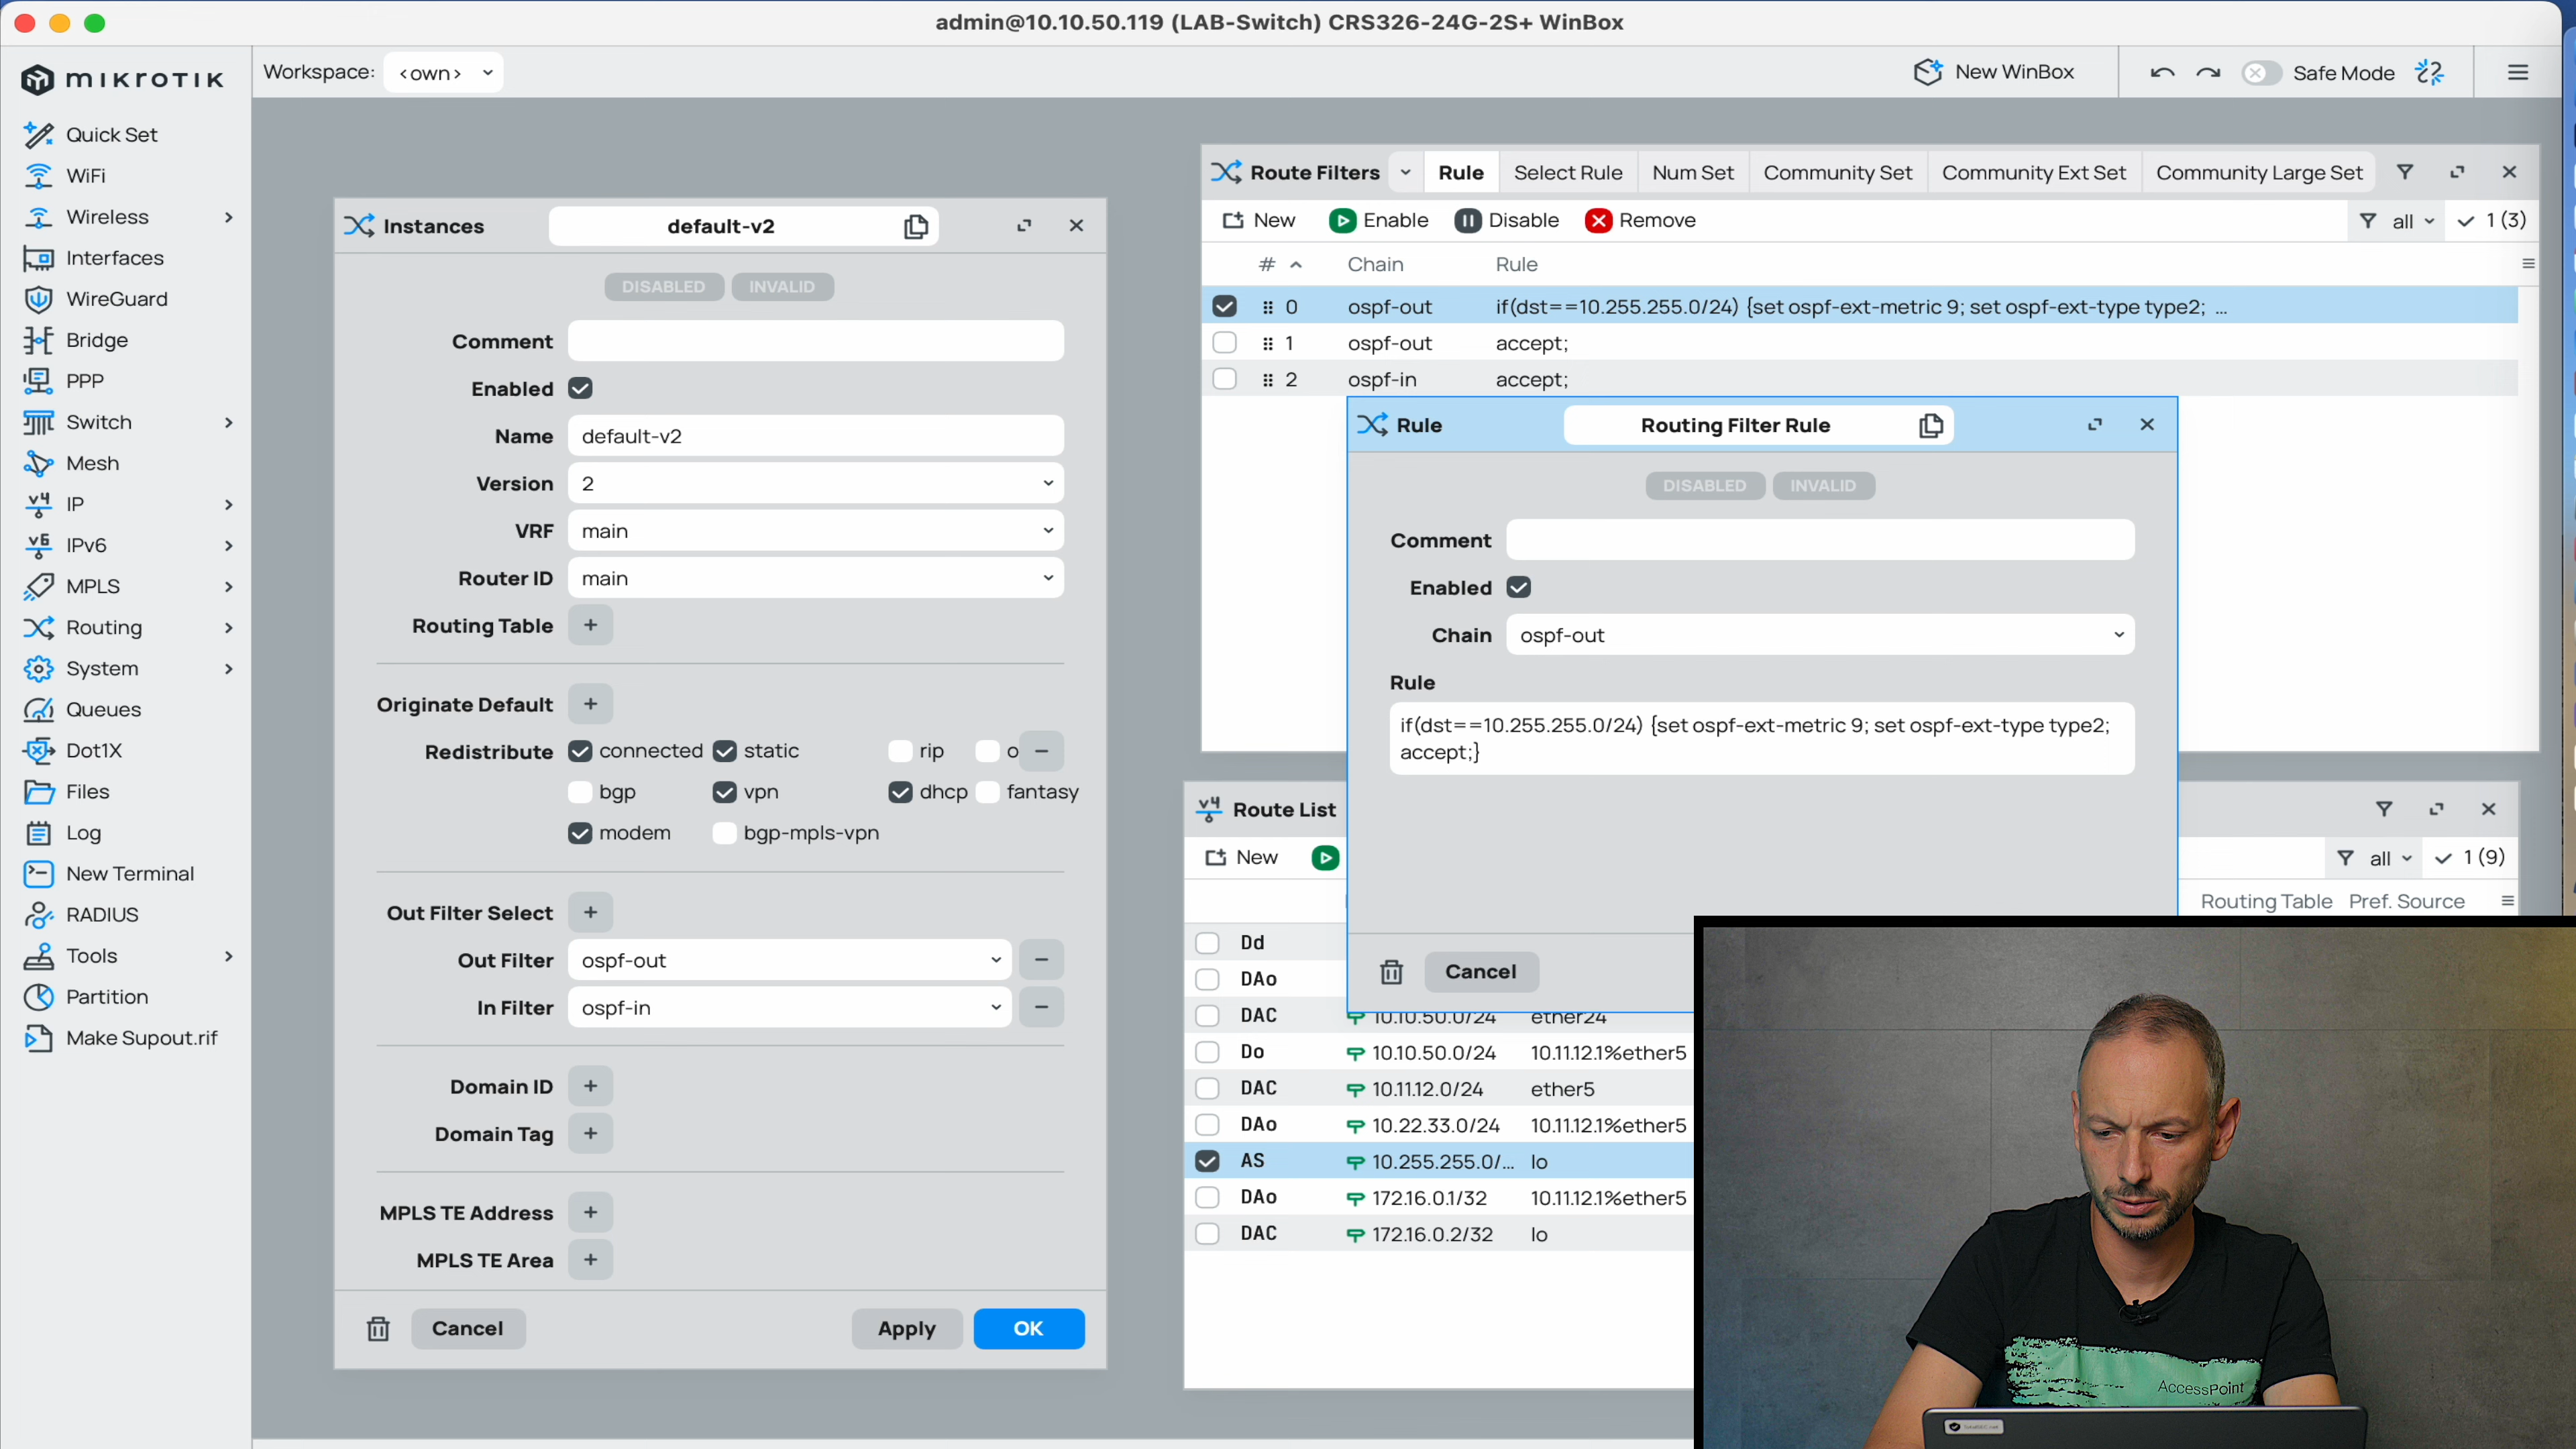 admin@10.10.50.119 (LAB-Switch) CRS326-24G-2S+ WinBox
mikrotik
Workspace: <own>
New WinBox
Safe Mode
Quick Set
WiFi
Wireless
Interfaces
WireGuard
Bridge
PPP
Switch
Mesh
IP
IPv6
MPLS
Routing
System
Queues
Dot1X
Files
Log
New Terminal
RADIUS
Tools
Partition
Make Supout.rif
Instances default-v2
DISABLED INVALID
Comment
Enabled
Name default-v2
Version 2
VRF main
Router ID main
Routing Table +
Originate Default +
Redistribute connected static rip o −
bgp vpn dhcp fantasy
modem bgp-mpls-vpn
Out Filter Select +
Out Filter ospf-out −
In Filter ospf-in −
Domain ID +
Domain Tag +
MPLS TE Address +
MPLS TE Area +
Cancel Apply OK
Route Filters Rule Select Rule Num Set Community Set Community Ext Set Community Large Set
New Enable Disable Remove all 1 (3)
# Chain Rule
0 ospf-out if(dst==10.255.255.0/24) {set ospf-ext-metric 9; set ospf-ext-type type2; ...
1 ospf-out accept;
2 ospf-in accept;
Rule Routing Filter Rule
DISABLED INVALID
Comment
Enabled
Chain ospf-out
Rule
if(dst==10.255.255.0/24) {set ospf-ext-metric 9; set ospf-ext-type type2;
accept;}
Cancel
v4 Route List
New all 1 (9)
Routing Table Pref. Source
Dd
DAo
DAC 10.10.50.0/24 ether24
Do 10.10.50.0/24 10.11.12.1%ether5
DAC 10.11.12.0/24 ether5
DAo 10.22.33.0/24 10.11.12.1%ether5
AS 10.255.255.0/... lo
DAo 172.16.0.1/32 10.11.12.1%ether5
DAC 172.16.0.2/32 lo
AccessPoint